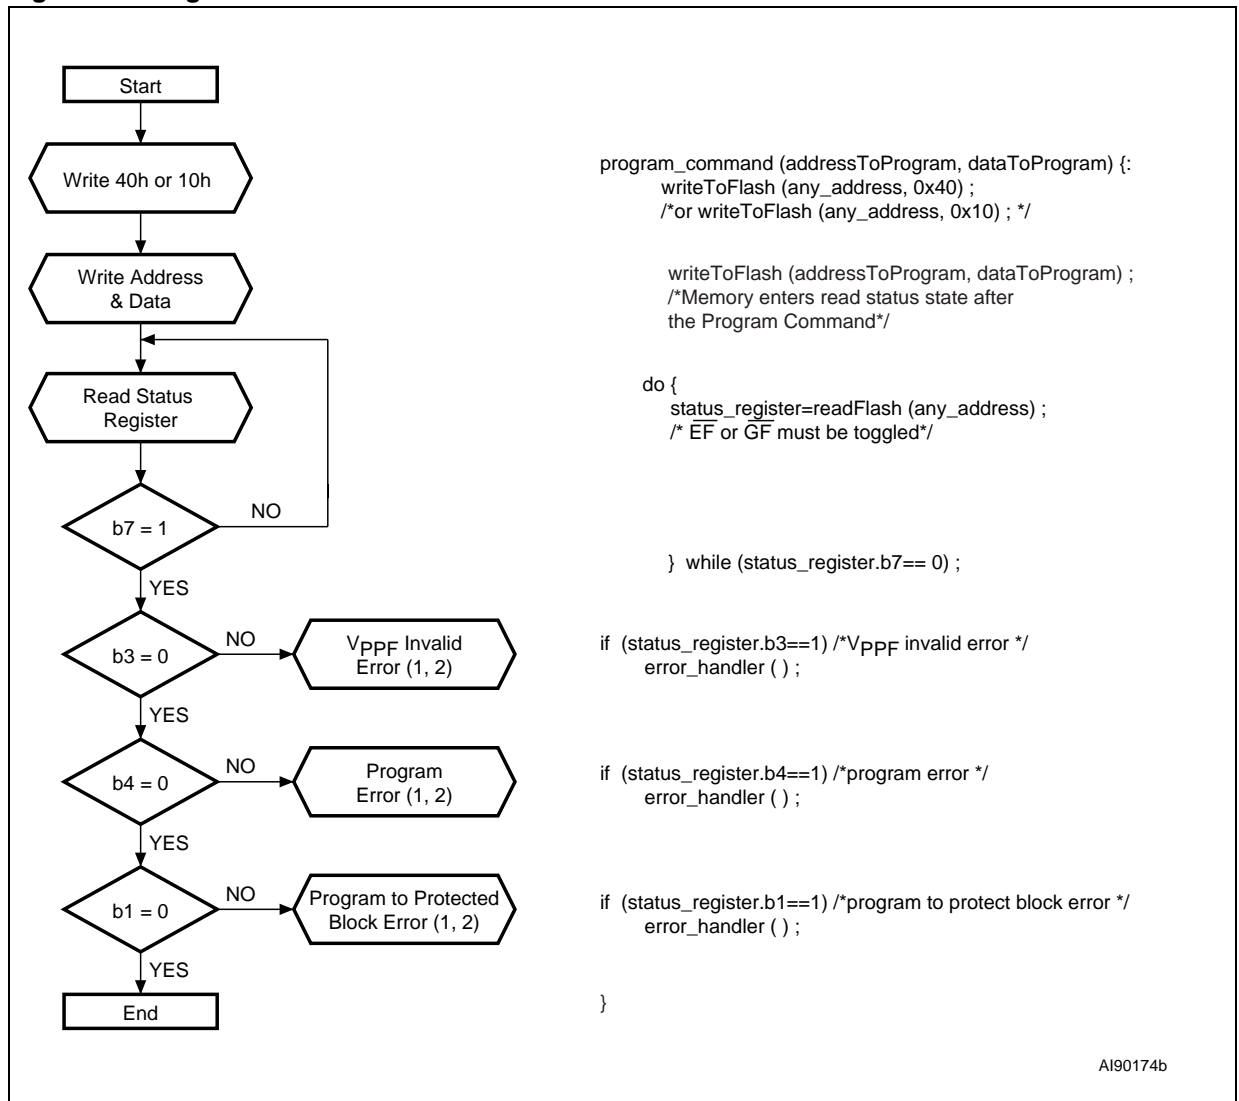 Start
Write 40h or 10h
Write Address
& Data
Read Status
Register
b7 = 1
NO
YES
b3 = 0
NO
VPPF Invalid
Error (1, 2)
YES
b4 = 0
NO
Program
Error (1, 2)
YES
b1 = 0
NO
Program to Protected
Block Error (1, 2)
YES
End
program_command (addressToProgram, dataToProgram) {:
writeToFlash (any_address, 0x40) ;
/*or writeToFlash (any_address, 0x10) ; */
writeToFlash (addressToProgram, dataToProgram) ;
/*Memory enters read status state after
the Program Command*/
do {
status_register=readFlash (any_address) ;
/* EF or GF must be toggled*/
} while (status_register.b7== 0) ;
if (status_register.b3==1) /*VPPF invalid error */
error_handler ( ) ;
if (status_register.b4==1) /*program error */
error_handler ( ) ;
if (status_register.b1==1) /*program to protect block error */
error_handler ( ) ;
}
AI90174b